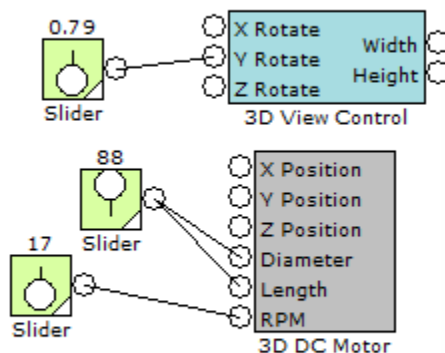 0.79
Slider
X Rotate
Y Rotate
Z Rotate
Width
Height
3D View Control
88
Slider
17
Slider
X Position
Y Position
Z Position
Diameter
Length
RPM
3D DC Motor